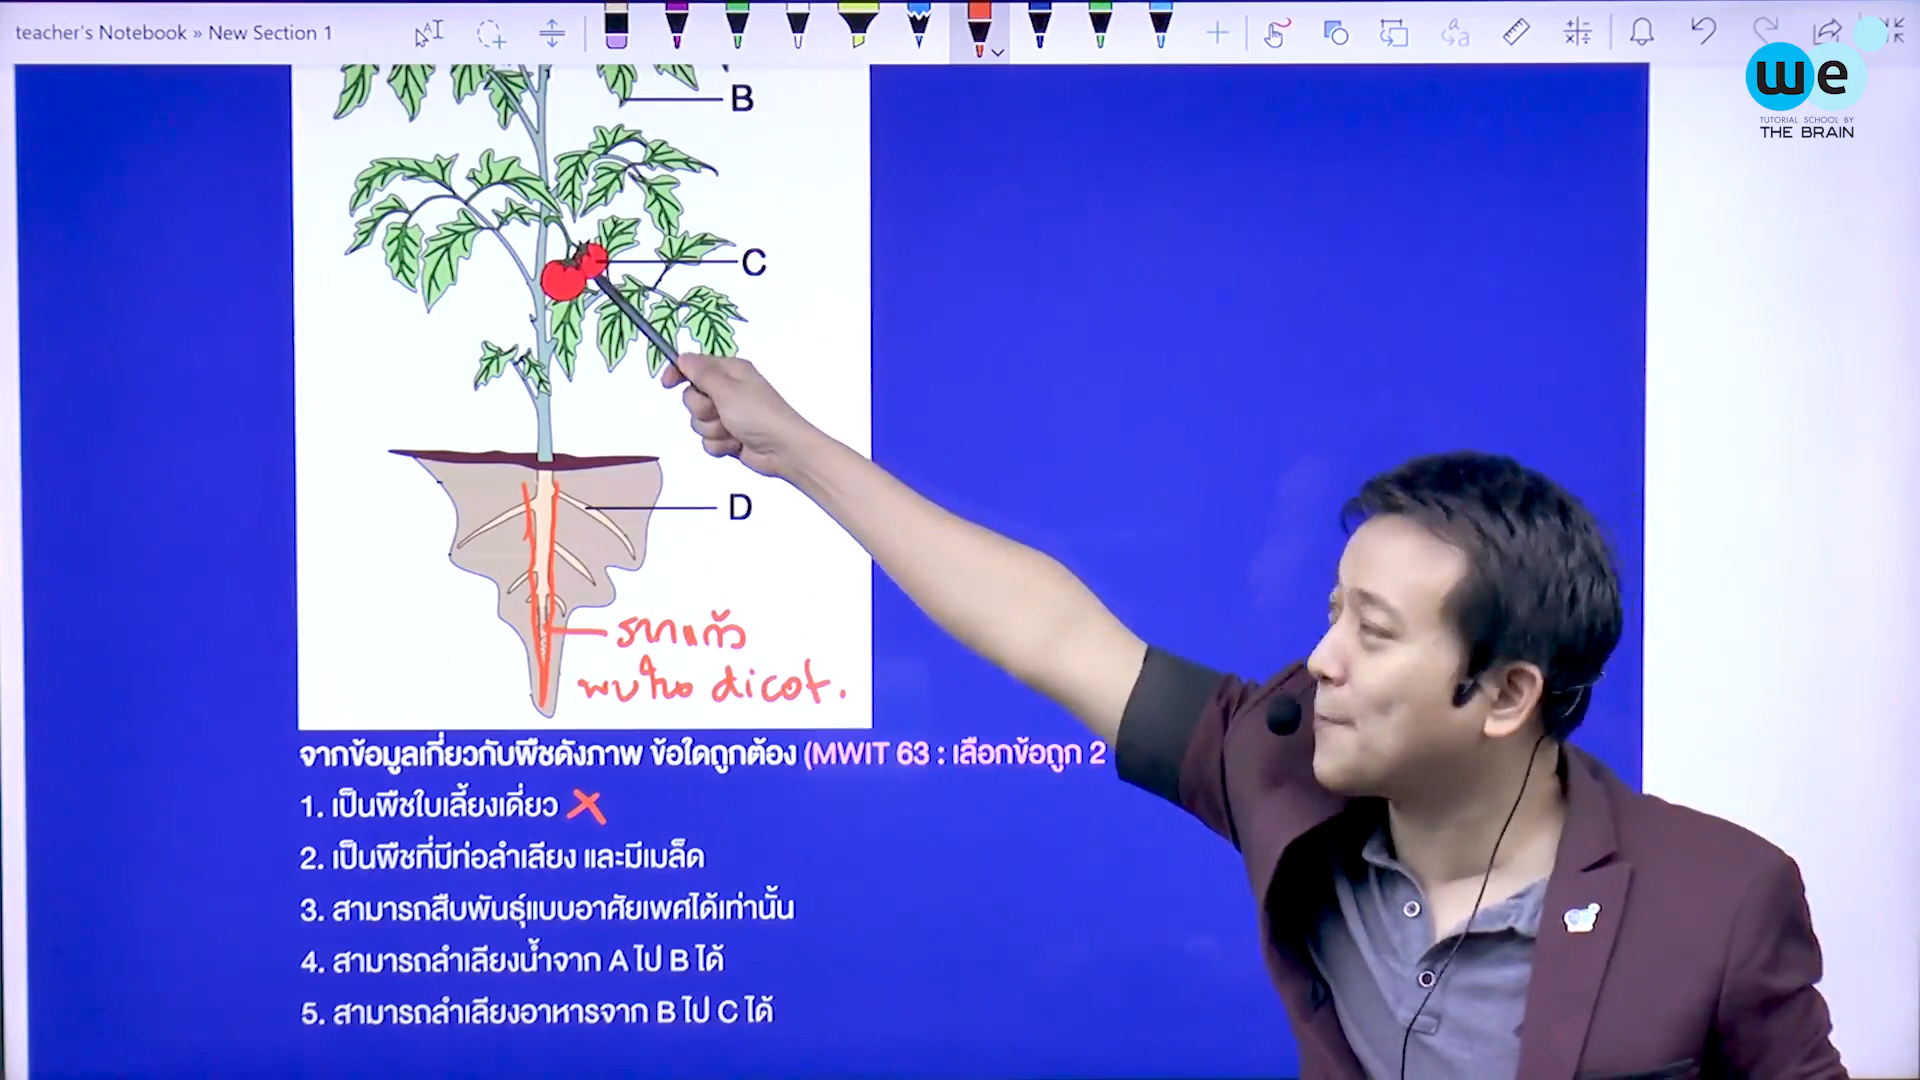 teacher's Notebook » New Section 1
we
TUTORIAL SCHOOL BY
THE BRAIN
B
C
D
รากแก้ว
พบใน dicot.
จากข้อมูลเกี่ยวกับพืชดังภาพ ข้อใดถูกต้อง (MWIT 63 : เลือกข้อถูก 2
1. เป็นพืชใบเลี้ยงเดี่ยว
2. เป็นพืชที่มีท่อลำเลียง และมีเมล็ด
3. สามารถสืบพันธุ์แบบอาศัยเพศได้เท่านั้น
4. สามารถลำเลียงน้ำจาก A ไป B ได้
5. สามารถลำเลียงอาหารจาก B ไป C ได้